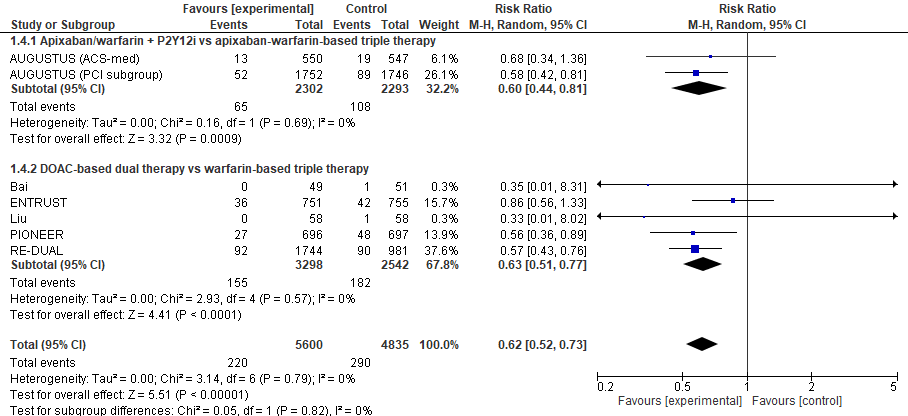 Favours [experimental] Control Risk Ratio Risk Ratio
Study or Subgroup Events Total Events Total Weight M-H, Random, 95% CI M-H, Random, 95% CI
1.4.1 Apixaban/warfarin + P2Y12i vs apixaban-warfarin-based triple therapy
AUGUSTUS (ACS-med) 13 550 19 547 6.1% 0.68 [0.34, 1.36]
AUGUSTUS (PCI subgroup) 52 1752 89 1746 26.1% 0.58 [0.42, 0.81]
Subtotal (95% CI) 2302 2293 32.2% 0.60 [0.44, 0.81]
Total events 65 108
Heterogeneity: Tau² = 0.00; Chi² = 0.16, df = 1 (P = 0.69); I² = 0%
Test for overall effect: Z = 3.32 (P = 0.0009)
1.4.2 DOAC-based dual therapy vs warfarin-based triple therapy
Bai 0 49 1 51 0.3% 0.35 [0.01, 8.31]
ENTRUST 36 751 42 755 15.7% 0.86 [0.56, 1.33]
Liu 0 58 1 58 0.3% 0.33 [0.01, 8.02]
PIONEER 27 696 48 697 13.9% 0.56 [0.36, 0.89]
RE-DUAL 92 1744 90 981 37.6% 0.57 [0.43, 0.76]
Subtotal (95% CI) 3298 2542 67.8% 0.63 [0.51, 0.77]
Total events 155 182
Heterogeneity: Tau² = 0.00; Chi² = 2.93, df = 4 (P = 0.57); I² = 0%
Test for overall effect: Z = 4.41 (P < 0.0001)
Total (95% CI) 5600 4835 100.0% 0.62 [0.52, 0.73]
Total events 220 290
Heterogeneity: Tau² = 0.00; Chi² = 3.14, df = 6 (P = 0.79); I² = 0%
Test for overall effect: Z = 5.51 (P < 0.00001)
Test for subgroup differences: Chi² = 0.05, df = 1 (P = 0.82), I² = 0%
0.2 0.5 1 2 5
Favours [experimental] Favours [control]